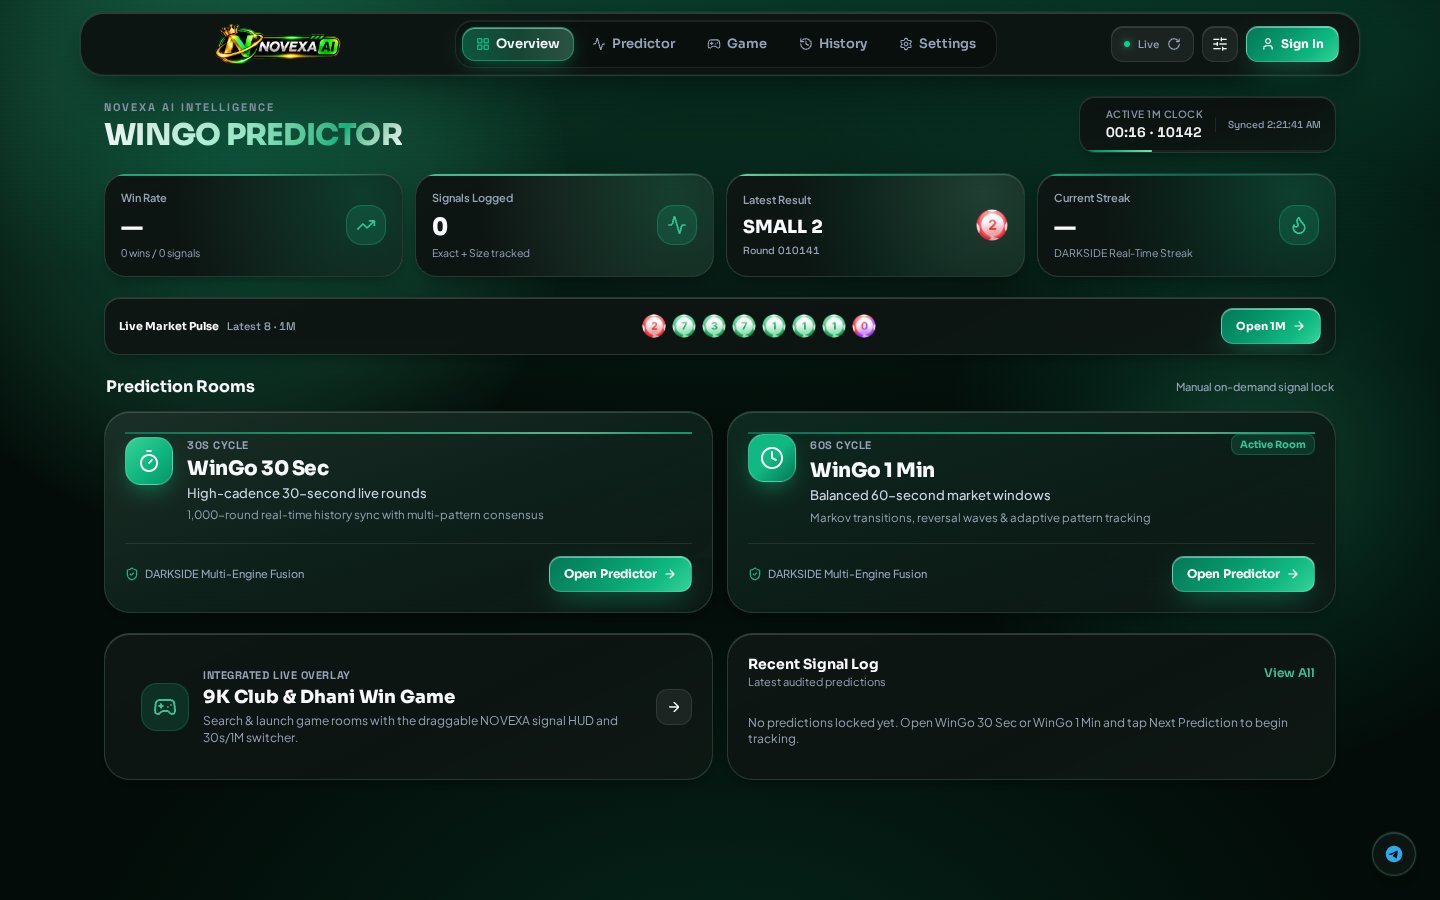 NOVEXA AI
Overview
Predictor
Game
History
Settings
Live
Sign In
NOVEXA AI INTELLIGENCE
WINGO PREDICTOR
ACTIVE 1M CLOCK
00:16 · 10142
Synced 2:21:41 AM
Win Rate
—
0 wins / 0 signals
Signals Logged
0
Exact + Size tracked
Latest Result
SMALL 2
Round 010141
2
Current Streak
—
DARKSIDE Real-Time Streak
Live Market Pulse Latest 8 · 1M
2 7 3 7 1 1 1 0
Open 1M
Prediction Rooms
Manual on-demand signal lock
30S CYCLE
WinGo 30 Sec
High-cadence 30-second live rounds
1,000-round real-time history sync with multi-pattern consensus
DARKSIDE Multi-Engine Fusion
Open Predictor
60S CYCLE
Active Room
WinGo 1 Min
Balanced 60-second market windows
Markov transitions, reversal waves & adaptive pattern tracking
DARKSIDE Multi-Engine Fusion
Open Predictor
INTEGRATED LIVE OVERLAY
9K Club & Dhani Win Game
Search & launch game rooms with the draggable NOVEXA signal HUD and
30s/1M switcher.
Recent Signal Log
Latest audited predictions
View All
No predictions locked yet. Open WinGo 30 Sec or WinGo 1 Min and tap Next Prediction to begin
tracking.